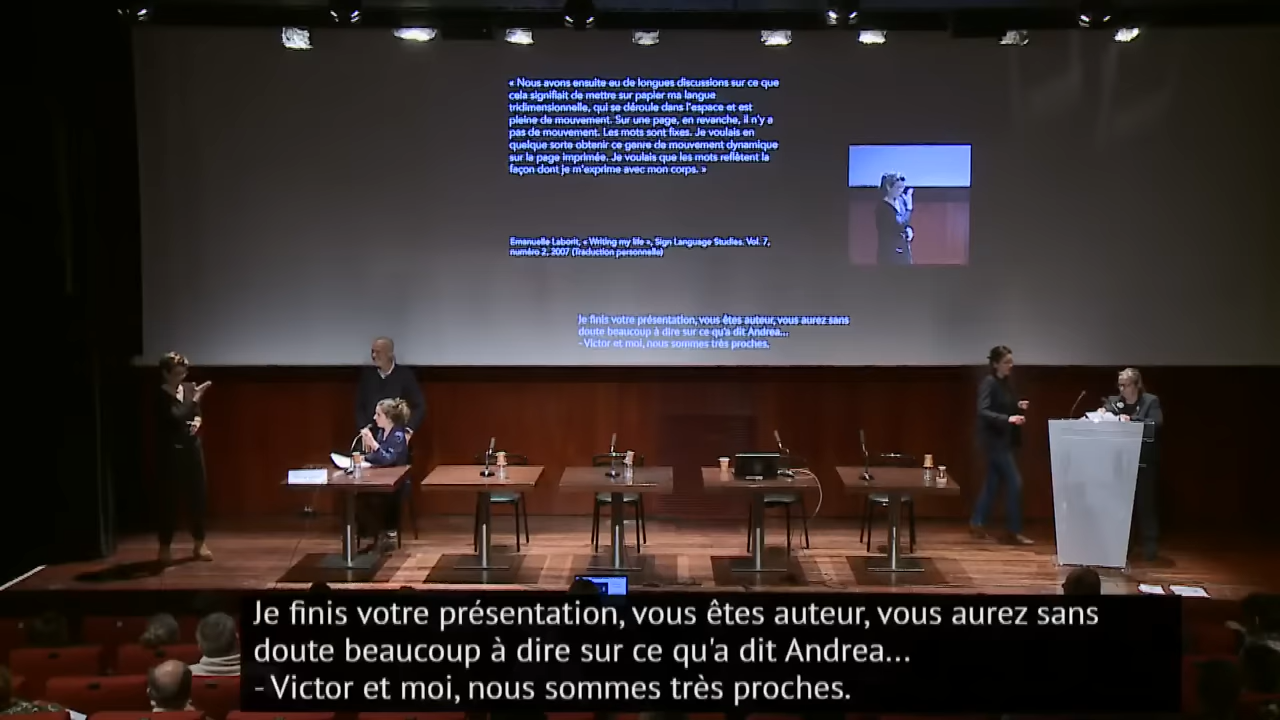 « Nous avons ensuite eu de longues discussions sur ce que
cela signifiait de mettre sur papier ma langue
tridimensionnelle, qui se déroule dans l'espace et est
pleine de mouvement. Sur une page, en revanche, il n'y a
pas de mouvement. Les mots sont fixes. Je voulais en
quelque sorte obtenir ce genre de mouvement dynamique
sur la page imprimée. Je voulais que les mots reflètent la
façon dont je m'exprime avec mon corps. »
Emanuelle Laborit, « Writing my life », Sign Language Studies. Vol. 7,
numéro 2, 2007 (Traduction personnelle)
Je finis votre présentation, vous êtes auteur, vous aurez sans
doute beaucoup à dire sur ce qu'a dit Andrea...
- Victor et moi, nous sommes très proches.
Je finis votre présentation, vous êtes auteur, vous aurez sans
doute beaucoup à dire sur ce qu'a dit Andrea...
- Victor et moi, nous sommes très proches.